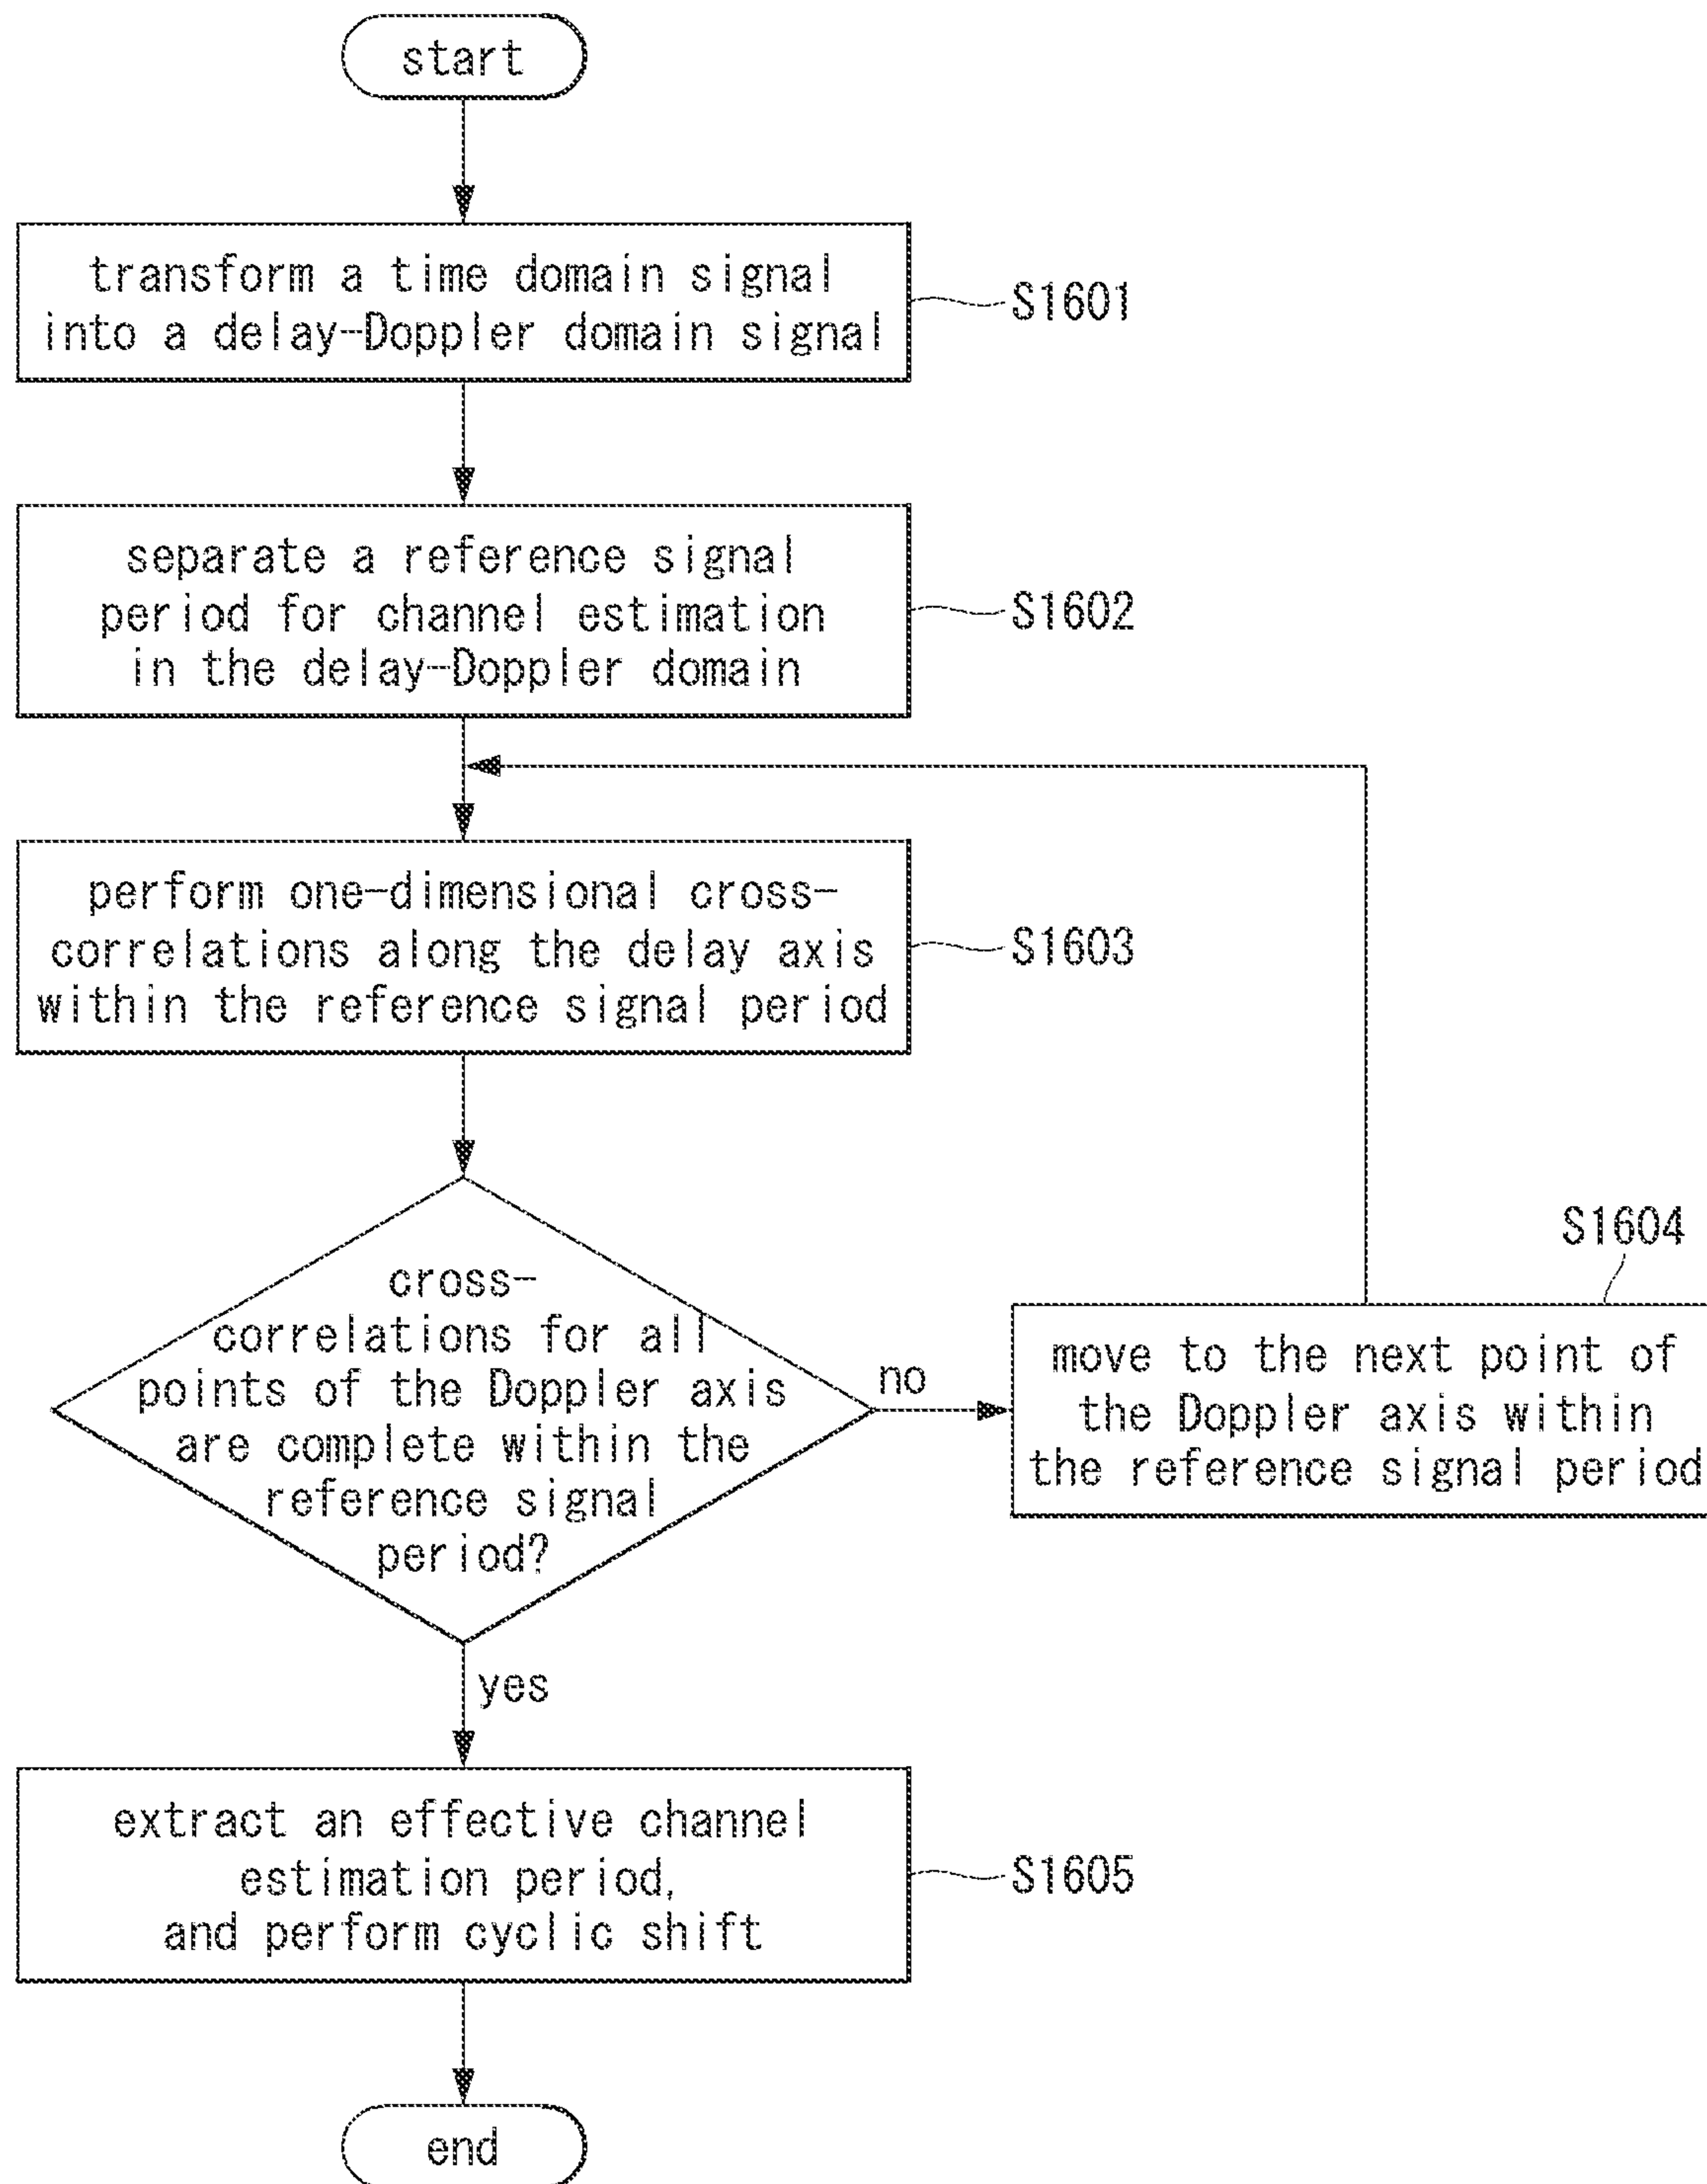 start
transform a time domain signal
into a delay-Doppler domain signal
S1601
separate a reference signal
period for channel estimation
in the delay-Doppler domain
S1602
perform one-dimensional cross-
correlations along the delay axis
within the reference signal period
S1603
cross-
correlations for all
points of the Doppler axis
are complete within the
reference signal
period?
no
S1604
move to the next point of
the Doppler axis within
the reference signal period
yes
extract an effective channel
estimation period,
and perform cyclic shift
S1605
end